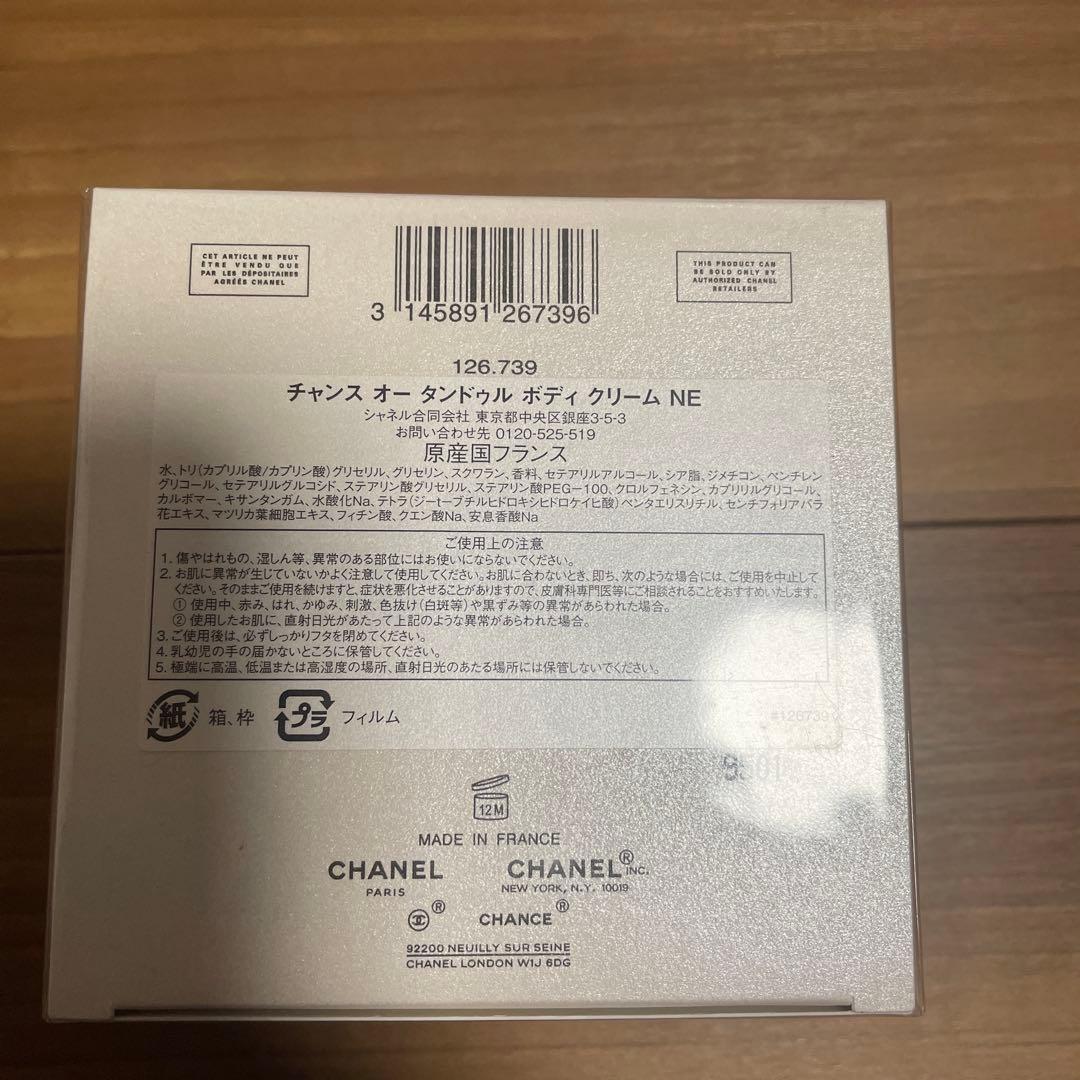 CET ARTICLE NE PEUT
ÊTRE VENDU QUE
PAR LES DÉPOSITAIRES
AGRÉÉS CHANEL
THIS PRODUCT CAN
BE SOLD ONLY BY
AUTHORIZED CHANEL
RETAILERS
3 145891 267396
126.739
チャンス オー タンドゥル ボディ クリーム NE
シャネル合同会社 東京都中央区銀座3-5-3
お問い合わせ先 0120-525-519
原産国フランス
水、トリ(カプリル酸/カプリン酸)グリセリル、グリセリン、スクワラン、香料、セテアリルアルコール、シア脂、ジメチコン、ペンチレン
グリコール、セテアリルグルコシド、ステアリン酸グリセリル、ステアリン酸PEG-100、クロルフェネシン、カプリリルグリコール、
カルボマー、キサンタンガム、水酸化Na、テトラ(ジ-t-ブチルヒドロキシヒドロケイヒ酸)ペンタエリスリチル、センチフォリアバラ
花エキス、マツリカ葉細胞エキス、フィチン酸、クエン酸Na、安息香酸Na
ご使用上の注意
1. 傷やはれもの、湿しん等、異常のある部位にはお使いにならないでください。
2. お肌に異常が生じていないかよく注意して使用してください。お肌に合わないとき、即ち、次のような場合には、ご使用を中止して
ください。そのままご使用を続けますと、症状を悪化させることがありますので、皮膚科専門医等にご相談されることをおすすめいたします。
① 使用中、赤み、はれ、かゆみ、刺激、色抜け(白斑等)や黒ずみ等の異常があらわれた場合。
② 使用したお肌に、直射日光があたって上記のような異常があらわれた場合。
3. ご使用後は、必ずしっかりフタを閉めてください。
4. 乳幼児の手の届かないところに保管してください。
5. 極端に高温、低温または高湿度の場所、直射日光のあたる場所には保管しないでください。
紙 箱、枠 プラ フィルム
#126739
12M
MADE IN FRANCE
CHANEL
PARIS
CHANEL® INC.
NEW YORK, N.Y. 10019
® CHANCE®
92200 NEUILLY SUR SEINE
CHANEL LONDON W1J 6DG